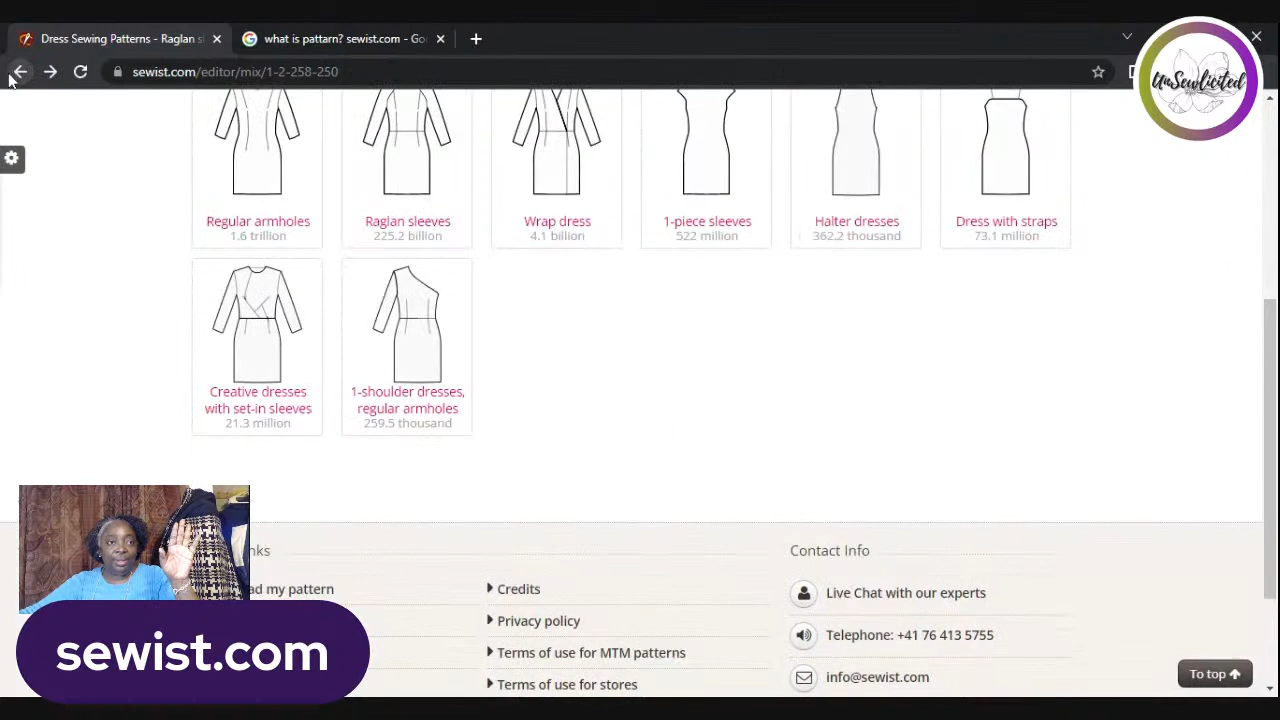 Dress Sewing Patterns - Raglan s
what is pattarn? sewist.com - Go
sewist.com/editor/mix/1-2-258-250
UnSewlicited
Regular armholes
1.6 trillion
Raglan sleeves
225.2 billion
Wrap dress
4.1 billion
1-piece sleeves
522 million
Halter dresses
362.2 thousand
Dress with straps
73.1 million
Creative dresses
with set-in sleeves
21.3 million
1-shoulder dresses,
regular armholes
259.5 thousand
nks
ad my pattern
Credits
Privacy policy
Terms of use for MTM patterns
Terms of use for stores
Contact Info
Live Chat with our experts
Telephone: +41 76 413 5755
info@sewist.com
To top
sewist.com